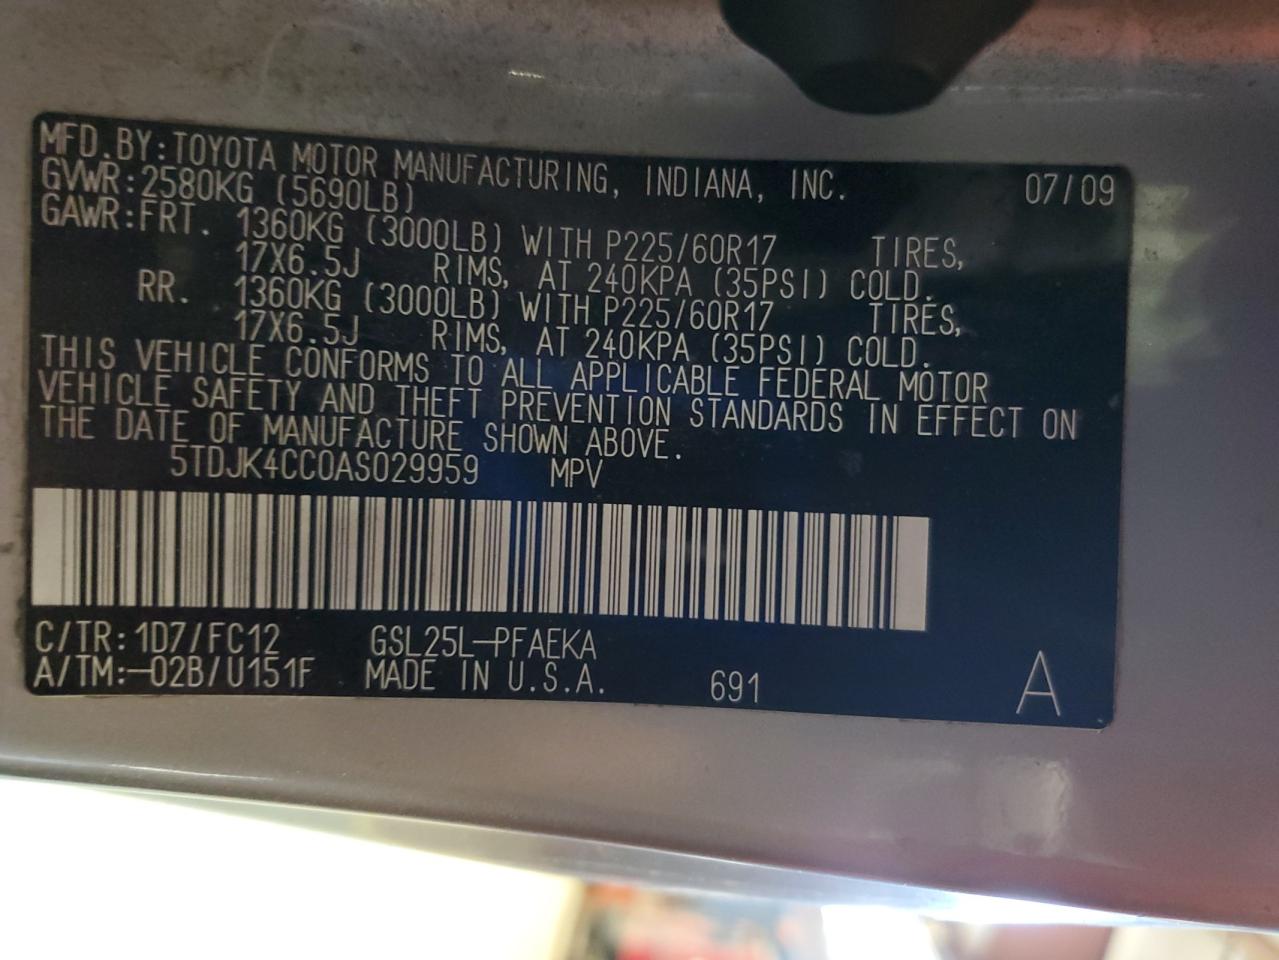 MFD.BY:TOYOTA MOTOR MANUFACTURING, INDIANA, INC. 07/09
GVWR:2580KG (5690LB)
GAWR:FRT. 1360KG (3000LB) WITH P225/60R17 TIRES,
17X6.5J RIMS, AT 240KPA (35PSI) COLD.
RR. 1360KG (3000LB) WITH P225/60R17 TIRES,
17X6.5J RIMS, AT 240KPA (35PSI) COLD.
THIS VEHICLE CONFORMS TO ALL APPLICABLE FEDERAL MOTOR
VEHICLE SAFETY AND THEFT PREVENTION STANDARDS IN EFFECT ON
THE DATE OF MANUFACTURE SHOWN ABOVE.
5TDJK4CC0AS029959 MPV
C/TR:1D7/FC12 GSL25L-PFAEKA
A/TM:-02B/U151F MADE IN U.S.A. 691 A